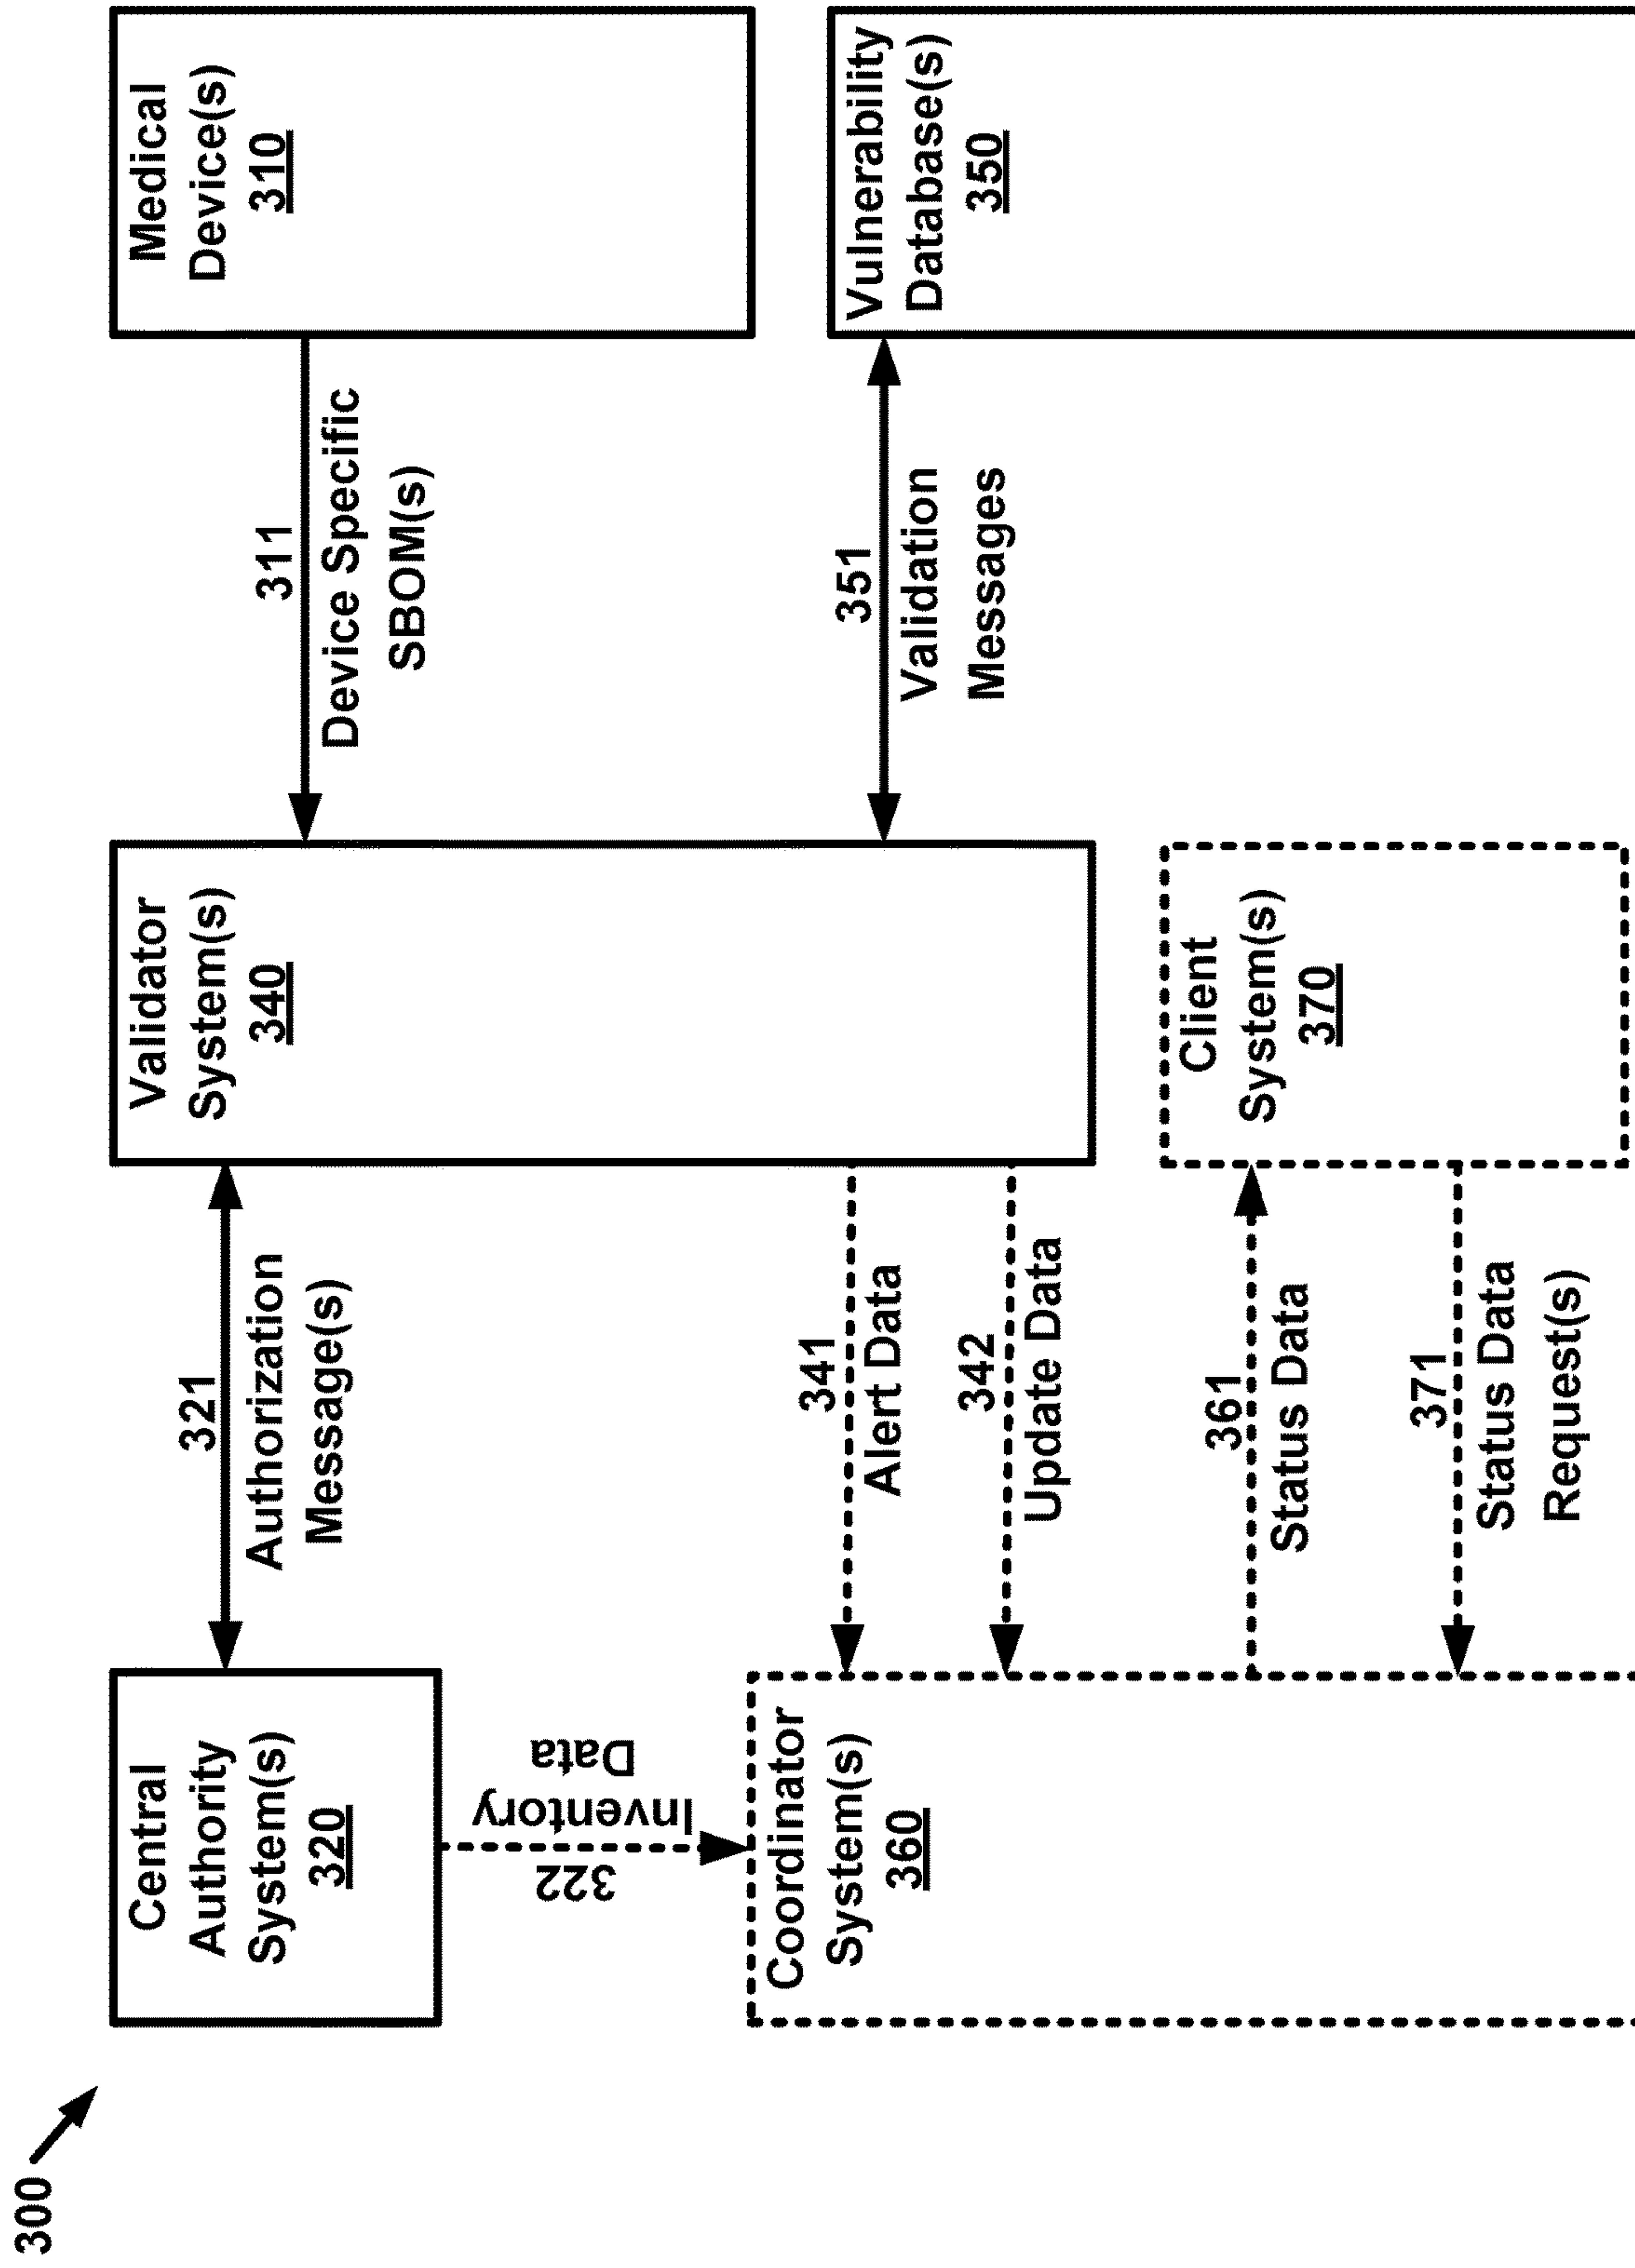 300
Central
Authority
System(s)
320
321
Authorization
Message(s)
Validator
System(s)
340
311
Device Specific
SBOM(s)
Medical
Device(s)
310
322
Inventory
Data
Coordinator
System(s)
360
341
Alert Data
342
Update Data
351
Validation
Messages
Vulnerability
Database(s)
350
361
Status Data
371
Status Data
Request(s)
Client
System(s)
370